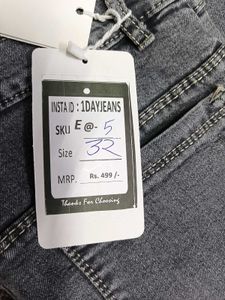 INSTA ID : 1DAYJEANS
SKU E @- 5
Size 32
MRP. Rs. 499 /-
Thanks For Choosing